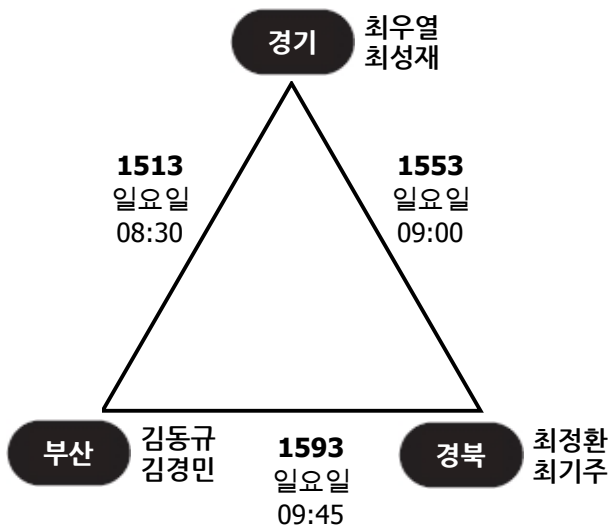 경기
최우열
최성재
1513
일요일
08:30
1553
일요일
09:00
부산
김동규
김경민
1593
일요일
09:45
경북
최정환
최기주